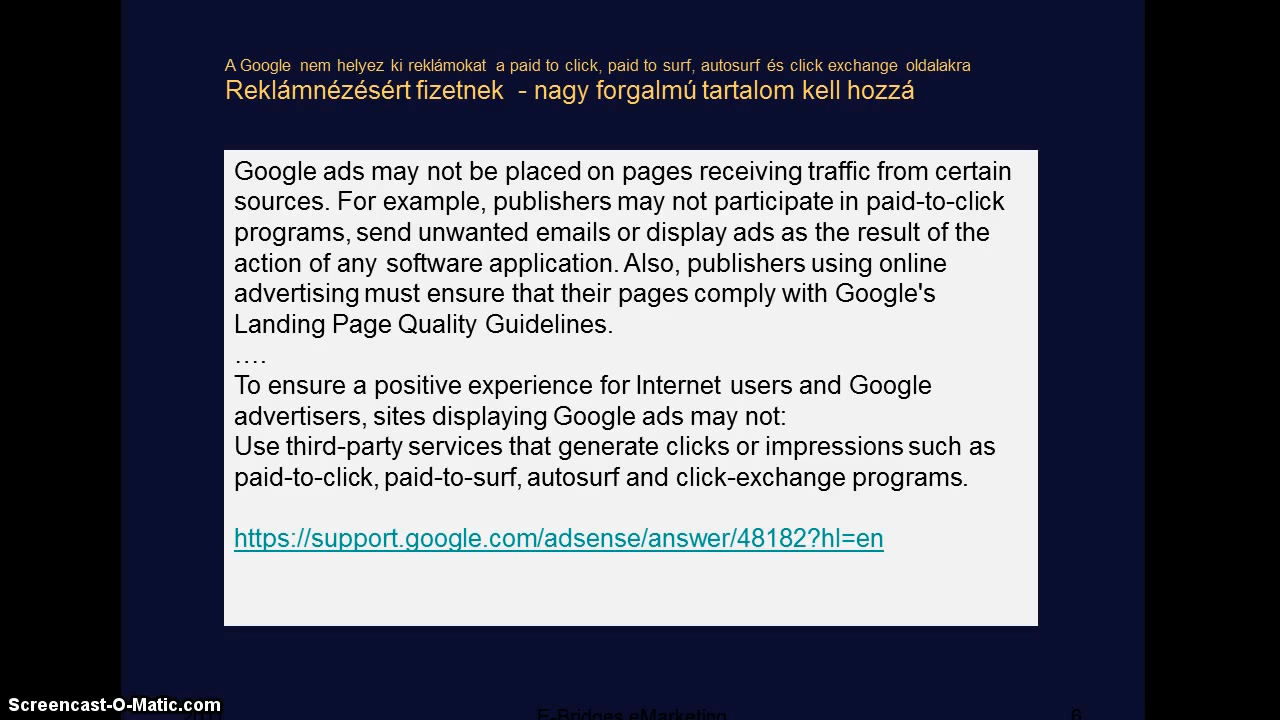 A Google nem helyez ki reklámokat a paid to click, paid to surf, autosurf és click exchange oldalakra
Reklámnézésért fizetnek - nagy forgalmú tartalom kell hozzá
Google ads may not be placed on pages receiving traffic from certain
sources. For example, publishers may not participate in paid-to-click
programs, send unwanted emails or display ads as the result of the
action of any software application. Also, publishers using online
advertising must ensure that their pages comply with Google's
Landing Page Quality Guidelines.
….
To ensure a positive experience for Internet users and Google
advertisers, sites displaying Google ads may not:
Use third-party services that generate clicks or impressions such as
paid-to-click, paid-to-surf, autosurf and click-exchange programs.
https://support.google.com/adsense/answer/48182?hl=en
Screencast-O-Matic.com
E-Bridges eMarketing
6